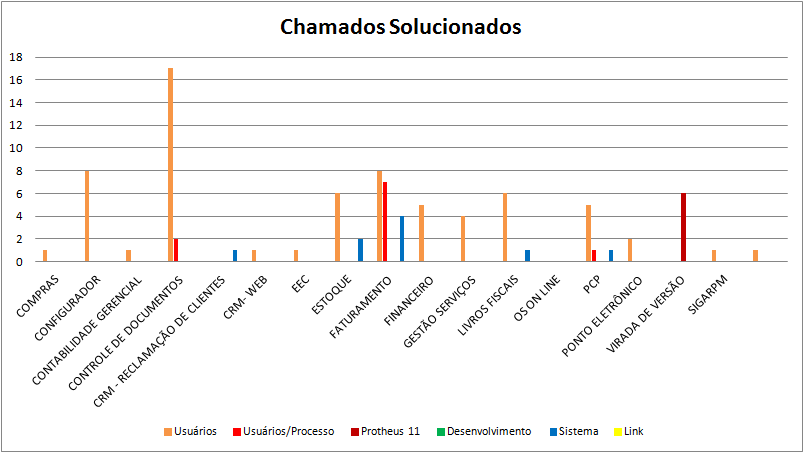 Chamados Solucionados
18
16
14
12
10
8
6
4
2
0
COMPRAS
CONFIGURADOR
CONTABILIDADE GERENCIAL
CONTROLE DE DOCUMENTOS
CRM - RECLAMAÇÃO DE CLIENTES
CRM- WEB
EEC
ESTOQUE
FATURAMENTO
FINANCEIRO
GESTÃO SERVIÇOS
LIVROS FISCAIS
OS ON LINE
PCP
PONTO ELETRÔNICO
VIRADA DE VERSÃO
SIGARPM
Usuários Usuários/Processo Protheus 11 Desenvolvimento Sistema Link